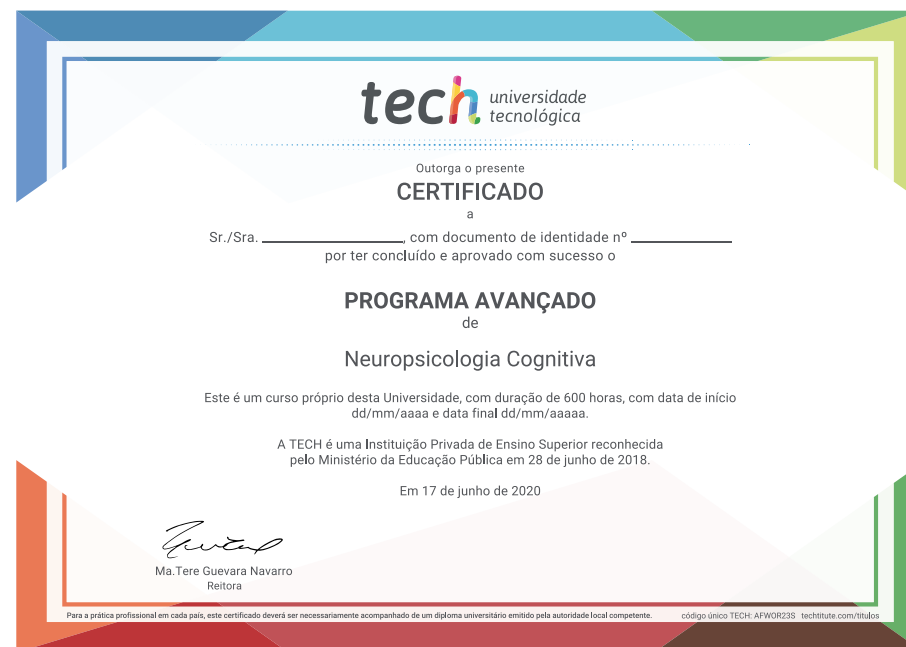 tech universidade
tecnológica
Outorga o presente
CERTIFICADO
a
Sr./Sra. ____________, com documento de identidade nº ____________
por ter concluído e aprovado com sucesso o
PROGRAMA AVANÇADO
de
Neuropsicologia Cognitiva
Este é um curso próprio desta Universidade, com duração de 600 horas, com data de início
dd/mm/aaaa e data final dd/mm/aaaaa.
A TECH é uma Instituição Privada de Ensino Superior reconhecida
pelo Ministério da Educação Pública em 28 de junho de 2018.
Em 17 de junho de 2020
Ma.Tere Guevara Navarro
Reitora
Para a prática profissional em cada país, este certificado deverá ser necessariamente acompanhado de um diploma universitário emitido pela autoridade local competente. código único TECH: AFWOR23S techtitute.com/titulos